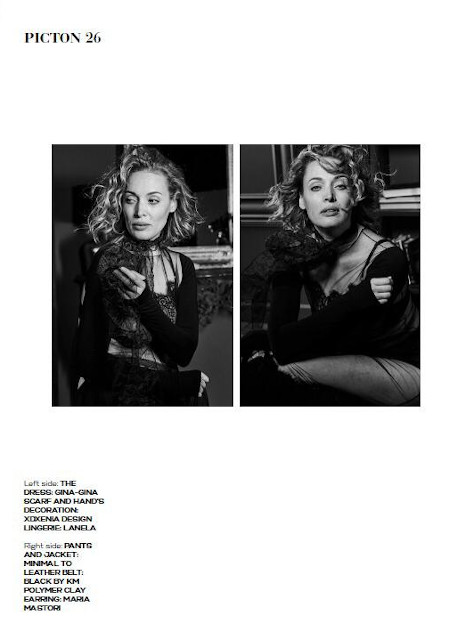 PICTON 26
Left side: THE
DRESS: GINA-GINA
SCARF AND HAND'S
DECORATION:
XOXENIA DESIGN
LINGERIE: LANELA
Right side: PANTS
AND JACKET:
MINIMAL TO
LEATHER BELT:
BLACK BY KM
POLYMER CLAY
EARRING: MARIA
MASTORI